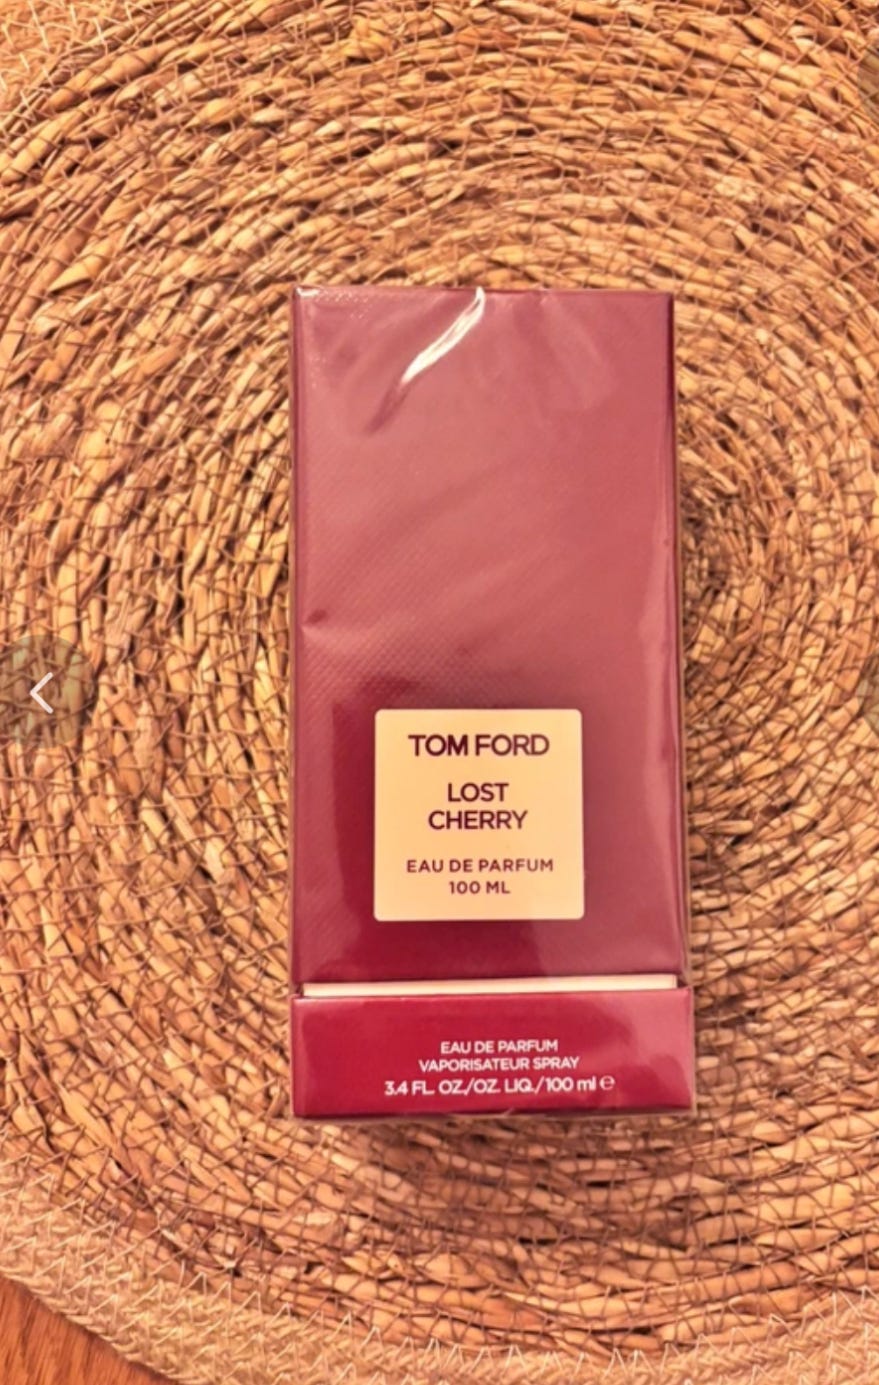 TOM FORD
LOST
CHERRY
EAU DE PARFUM
100 ML
EAU DE PARFUM
VAPORISATEUR SPRAY
3.4 FL. OZ./OZ. LIQ./100 ml ℮